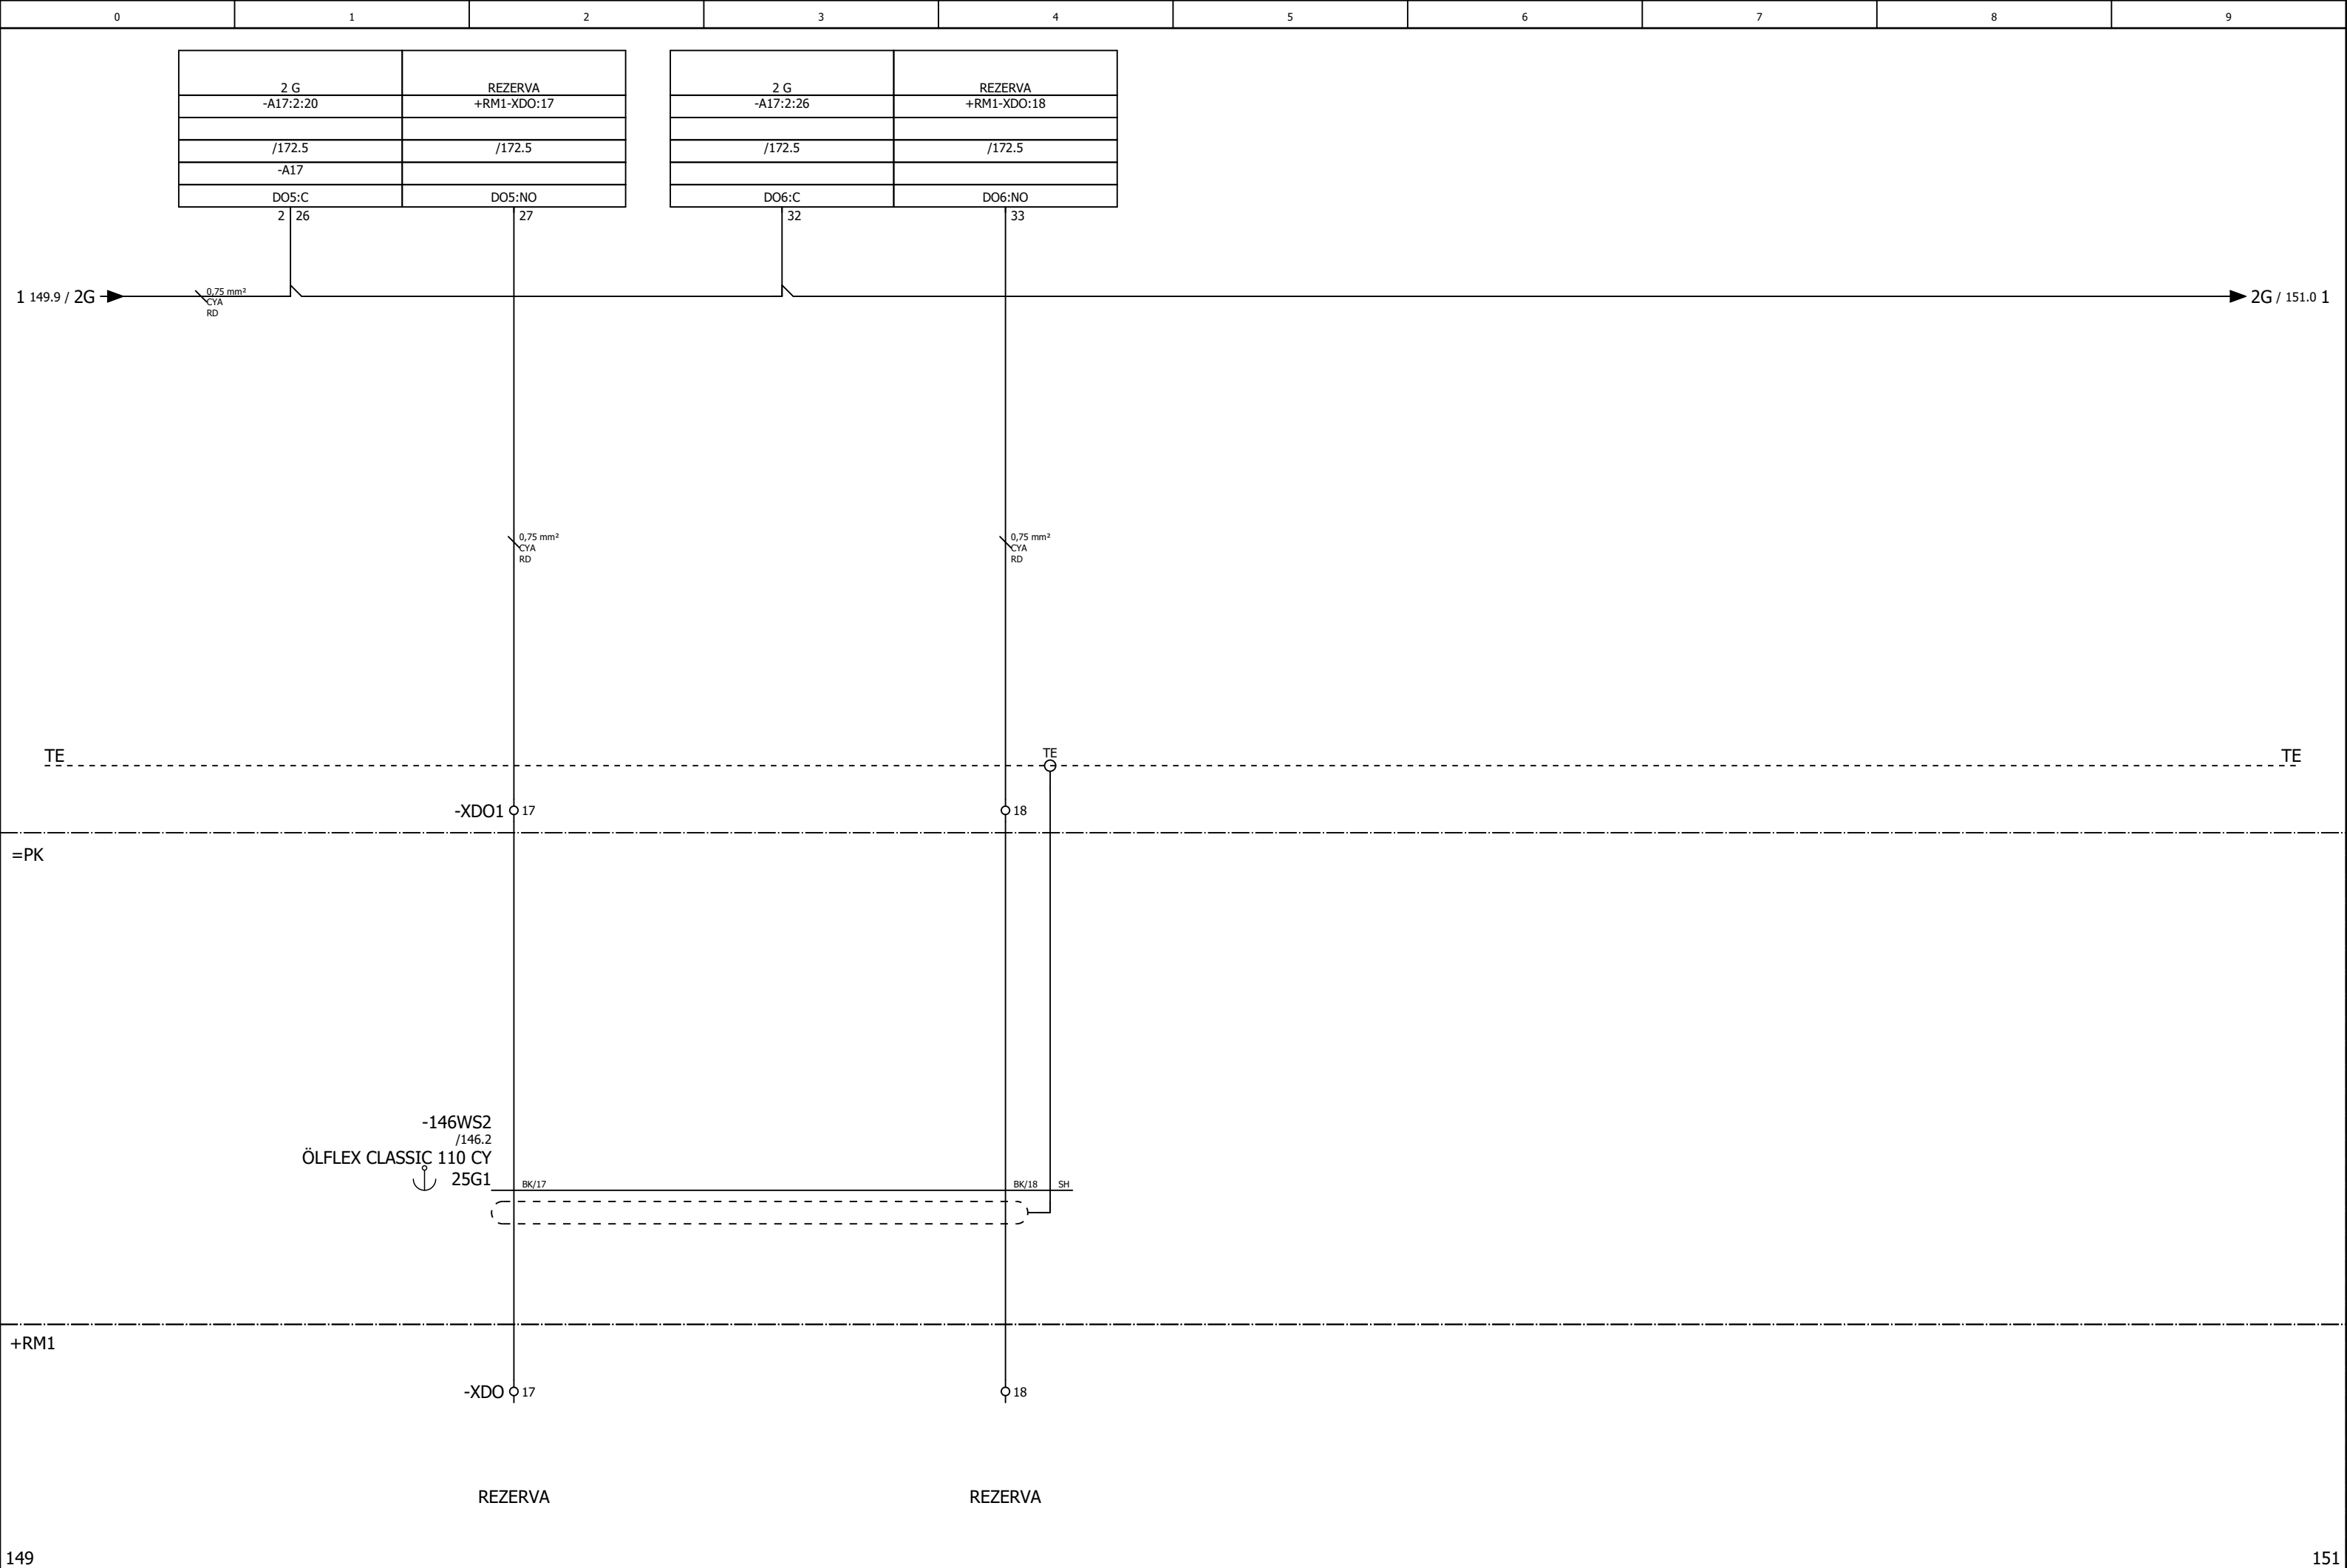 0 1 2 3 4 5 6 7 8 9
2 G REZERVA 2 G REZERVA
-A17:2:20 +RM1-XDO:17 -A17:2:26 +RM1-XDO:18
/172.5 /172.5 /172.5 /172.5
-A17
DO5:C DO5:NO DO6:C DO6:NO
2 26 27 32 33
1 149.9 / 2G 2G / 151.0 1
0,75 mm²
CYA
RD
0,75 mm² 0,75 mm²
CYA CYA
RD RD
TE TE TE
-XDO1 17 18
=PK
-146WS2
/146.2
ÖLFLEX CLASSIC 110 CY
25G1 BK/17 BK/18 SH
+RM1
-XDO 17 18
REZERVA REZERVA
149 151